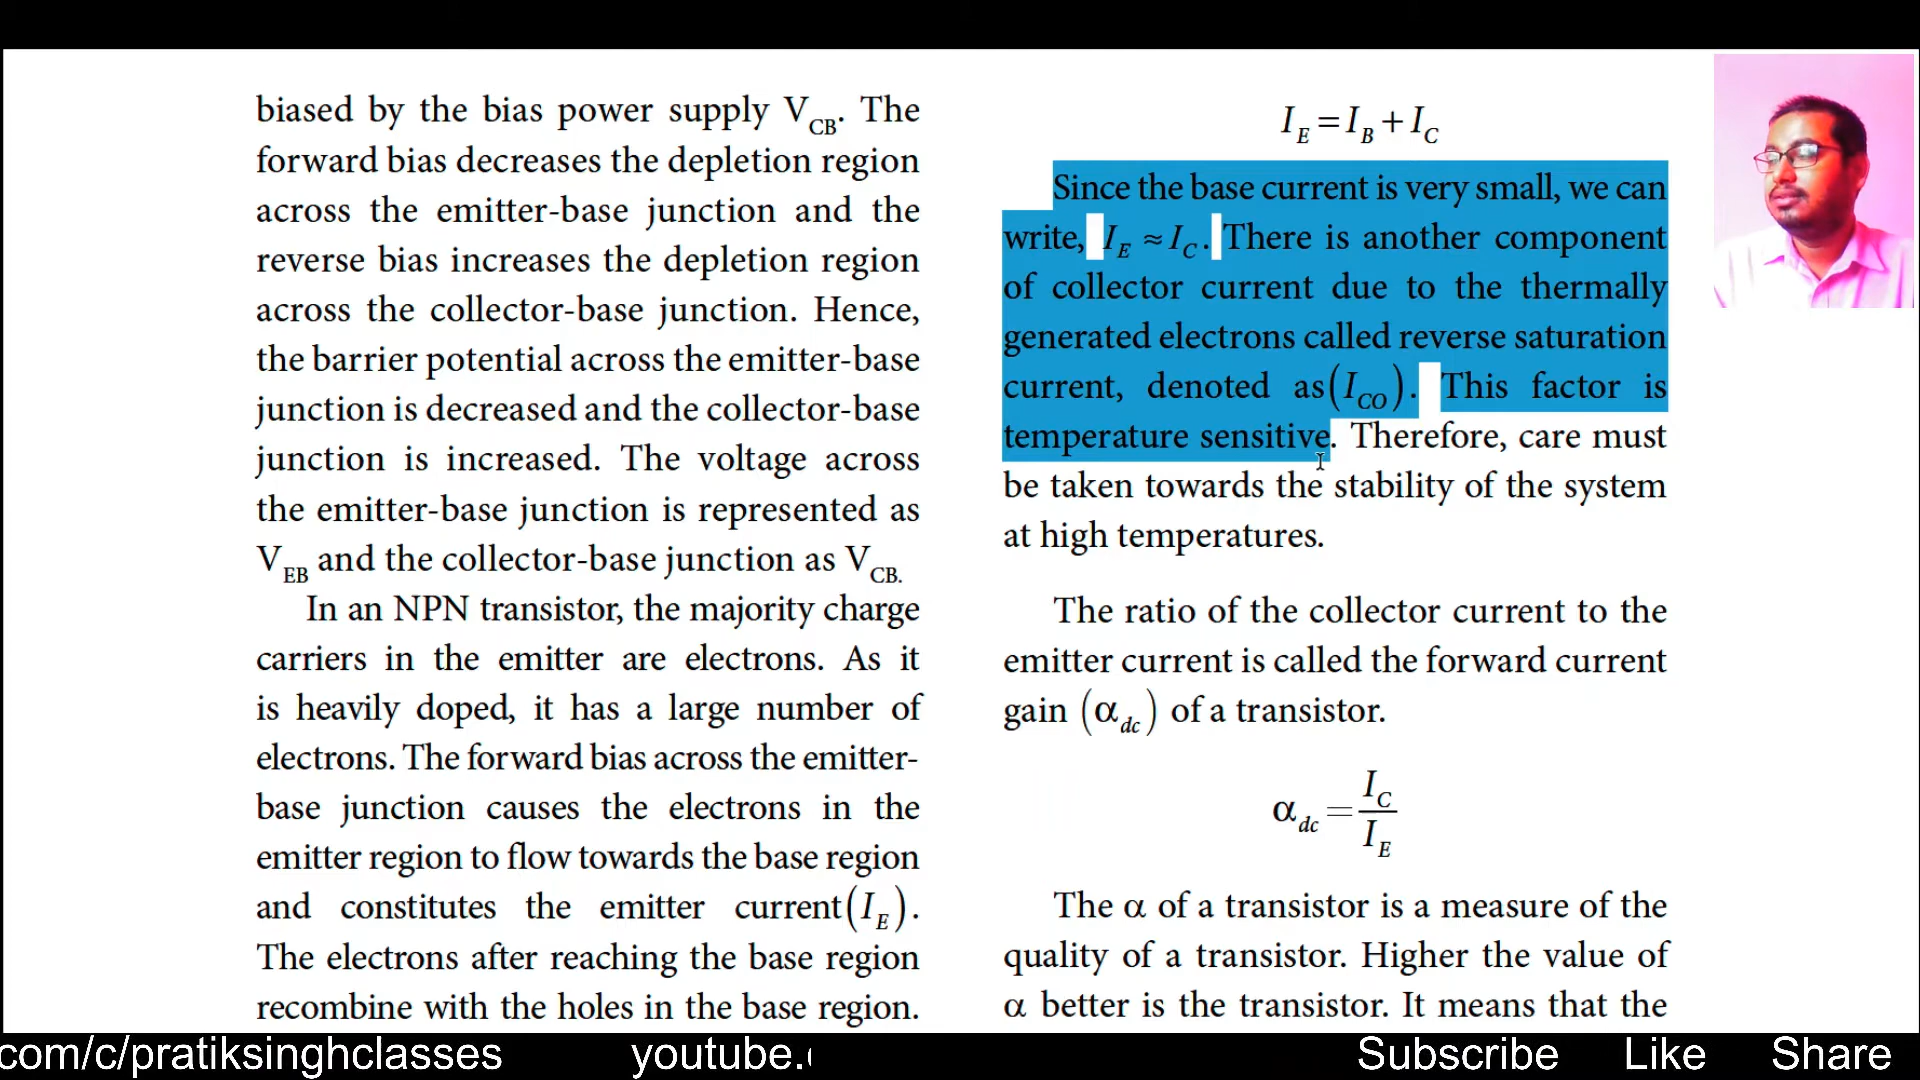 biased by the bias power supply V_CB. The
forward bias decreases the depletion region
across the emitter-base junction and the
reverse bias increases the depletion region
across the collector-base junction. Hence,
the barrier potential across the emitter-base
junction is decreased and the collector-base
junction is increased. The voltage across
the emitter-base junction is represented as
V_EB and the collector-base junction as V_CB.
In an NPN transistor, the majority charge
carriers in the emitter are electrons. As it
is heavily doped, it has a large number of
electrons. The forward bias across the emitter-
base junction causes the electrons in the
emitter region to flow towards the base region
and constitutes the emitter current (I_E).
The electrons after reaching the base region
recombine with the holes in the base region.
I_E = I_B + I_C
Since the base current is very small, we can
write, I_E ≈ I_C. There is another component
of collector current due to the thermally
generated electrons called reverse saturation
current, denoted as (I_CO). This factor is
temperature sensitive. Therefore, care must
be taken towards the stability of the system
at high temperatures.
The ratio of the collector current to the
emitter current is called the forward current
gain (α_dc) of a transistor.
α_dc = I_C / I_E
The α of a transistor is a measure of the
quality of a transistor. Higher the value of
α better is the transistor. It means that the
com/c/pratiksinghclasses youtube. Subscribe Like Share